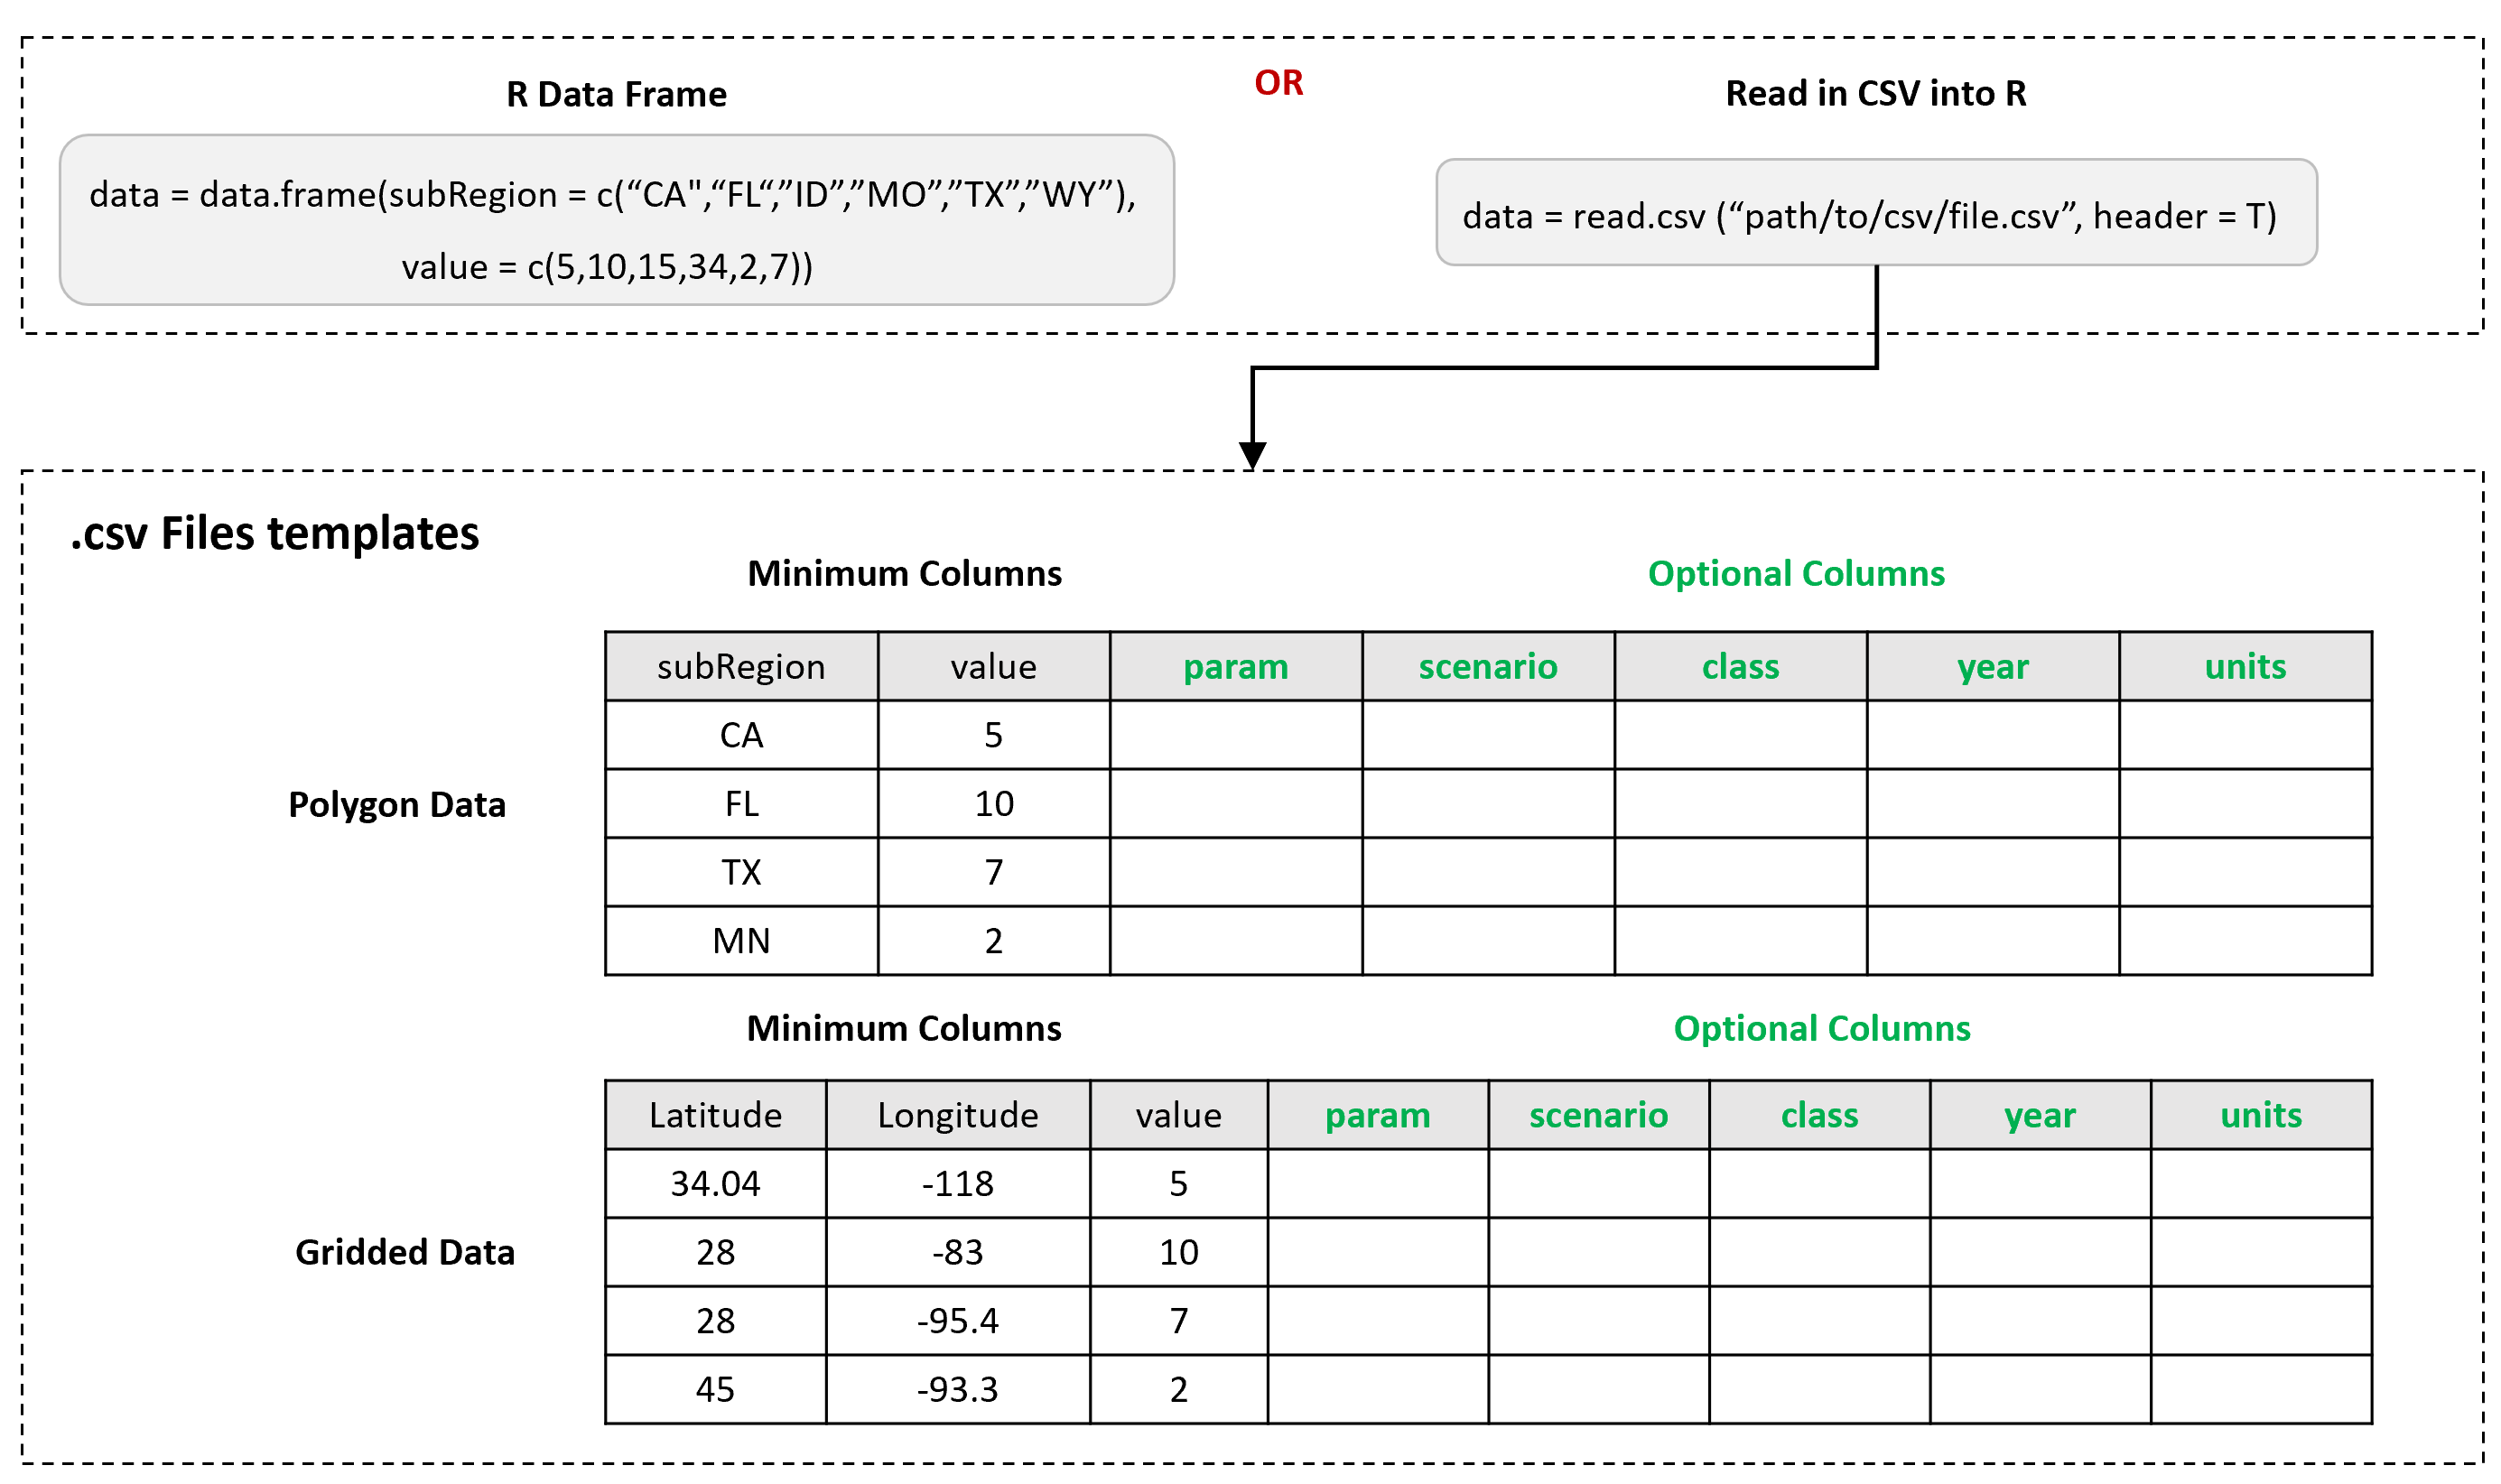 R Data Frame
OR
Read in CSV into R
data = data.frame(subRegion = c(“CA",“FL“,”ID”,”MO”,”TX”,”WY”),
value = c(5,10,15,34,2,7))
data = read.csv (“path/to/csv/file.csv”, header = T)
.csv Files templates
Minimum Columns
Optional Columns
subRegion value param scenario class year units
CA 5
Polygon Data
FL 10
TX 7
MN 2
Minimum Columns
Optional Columns
Latitude Longitude value param scenario class year units
34.04 -118 5
Gridded Data
28 -83 10
28 -95.4 7
45 -93.3 2